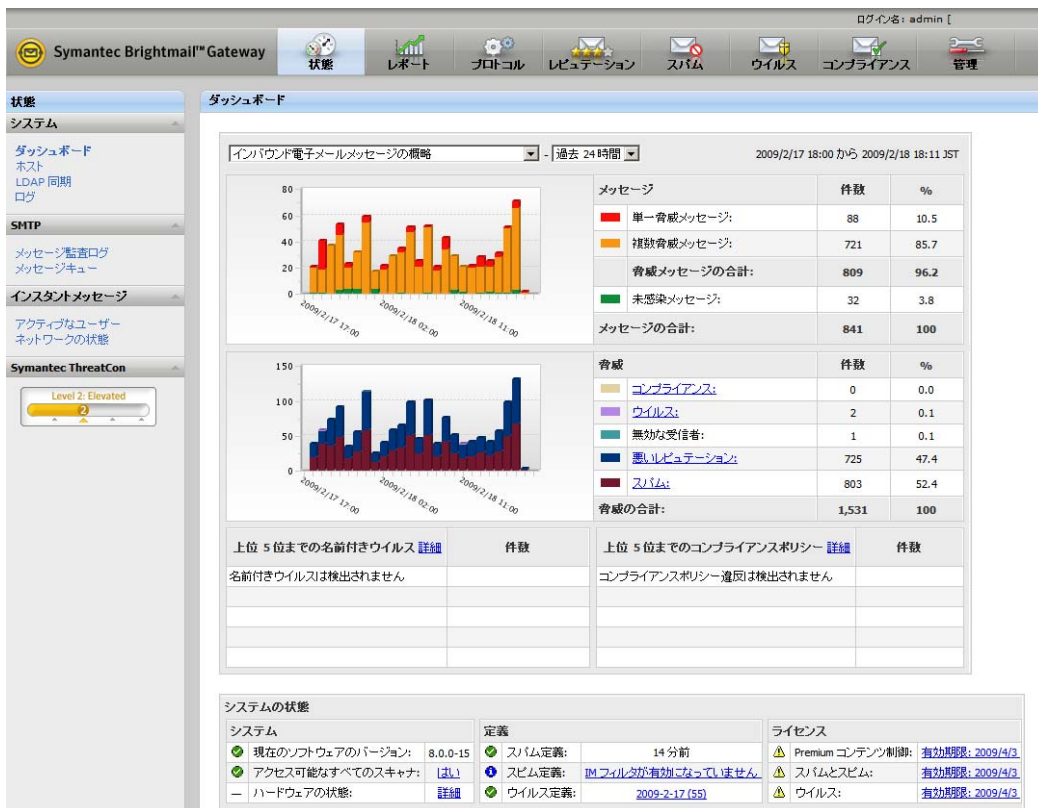 ログイン名: admin [
Symantec Brightmail™ Gateway
状態
レポート
プロトコル
レピュテーション
スパム
ウイルス
コンプライアンス
管理
状態
システム
ダッシュボード
ホスト
LDAP 同期
ログ
SMTP
メッセージ監査ログ
メッセージキュー
インスタントメッセージ
アクティブなユーザー
ネットワークの状態
Symantec ThreatCon
Level 2: Elevated
2
ダッシュボード
インバウンド電子メールメッセージの概略 - 過去 24時間 2009/2/17 18:00 から 2009/2/18 18:11 JST
80
60
40
20
0
2009/2/17 17:00 2009/2/18 02:00 2009/2/18 11:00
メッセージ 件数 %
単一脅威メッセージ: 88 10.5
複数脅威メッセージ: 721 85.7
脅威メッセージの合計: 809 96.2
未感染メッセージ: 32 3.8
メッセージの合計: 841 100
150
100
50
0
2009/2/17 17:00 2009/2/18 02:00 2009/2/18 11:00
脅威 件数 %
コンプライアンス: 0 0.0
ウイルス: 2 0.1
無効な受信者: 1 0.1
悪いレピュテーション: 725 47.4
スパム: 803 52.4
脅威の合計: 1,531 100
上位 5 位までの名前付きウイルス 詳細 件数
名前付きウイルスは検出されません
上位 5 位までのコンプライアンスポリシー 詳細 件数
コンプライアンスポリシー違反は検出されません
システムの状態
システム
現在のソフトウェアのバージョン: 8.0.0-15
アクセス可能なすべてのスキャナ: はい
ハードウェアの状態: 詳細
定義
スパム定義: 14 分前
スピム定義: IM フィルタが有効になっていません
ウイルス定義: 2009-2-17 (55)
ライセンス
Premium コンテンツ制御: 有効期限: 2009/4/3
スパムとスピム: 有効期限: 2009/4/3
ウイルス: 有効期限: 2009/4/3